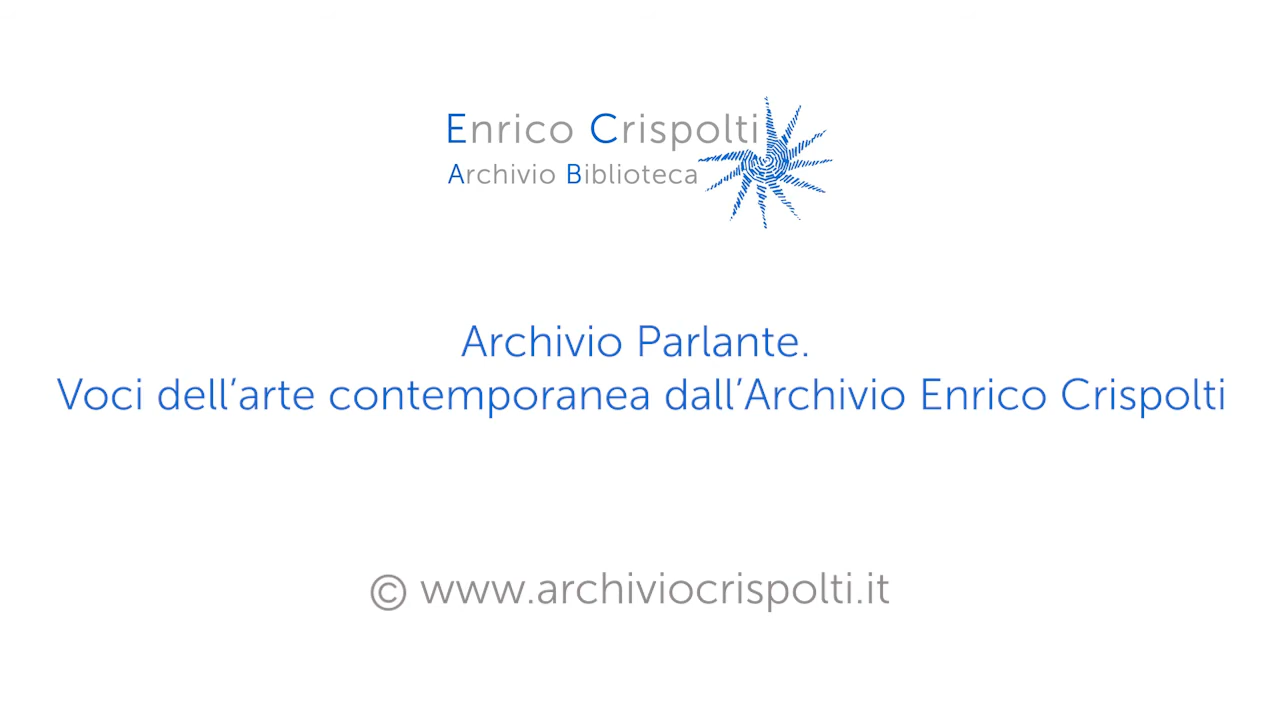 Enrico Crispolti
Archivio Biblioteca
Archivio Parlante.
Voci dell’arte contemporanea dall’Archivio Enrico Crispolti
© www.archiviocrispolti.it